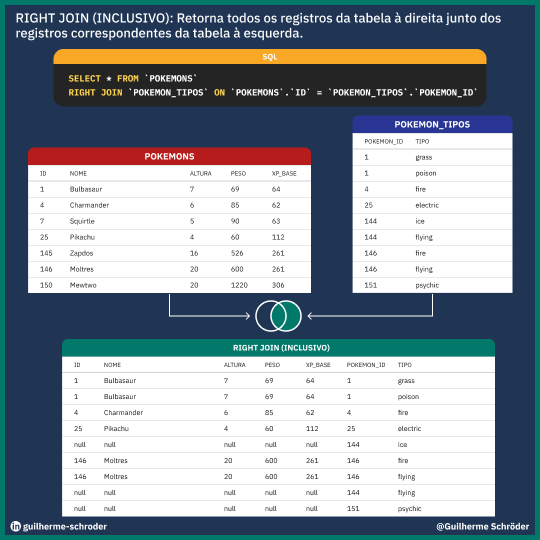 RIGHT JOIN (INCLUSIVO): Retorna todos os registros da tabela à direita junto dos
registros correspondentes da tabela à esquerda.
SQL
SELECT * FROM `POKEMONS`
RIGHT JOIN `POKEMON_TIPOS` ON `POKEMONS`.`ID` = `POKEMON_TIPOS`.`POKEMON_ID`
POKEMONS
ID NOME ALTURA PESO XP_BASE
1 Bulbasaur 7 69 64
4 Charmander 6 85 62
7 Squirtle 5 90 63
25 Pikachu 4 60 112
145 Zapdos 16 526 261
146 Moltres 20 600 261
150 Mewtwo 20 1220 306
POKEMON_TIPOS
POKEMON_ID TIPO
1 grass
1 poison
4 fire
25 electric
144 ice
144 flying
146 fire
146 flying
151 psychic
RIGHT JOIN (INCLUSIVO)
ID NOME ALTURA PESO XP_BASE POKEMON_ID TIPO
1 Bulbasaur 7 69 64 1 grass
1 Bulbasaur 7 69 64 1 poison
4 Charmander 6 85 62 4 fire
25 Pikachu 4 60 112 25 electric
null null null null null 144 ice
146 Moltres 20 600 261 146 fire
146 Moltres 20 600 261 146 flying
null null null null null 144 flying
null null null null null 151 psychic
in guilherme-schroder
@Guilherme Schröder